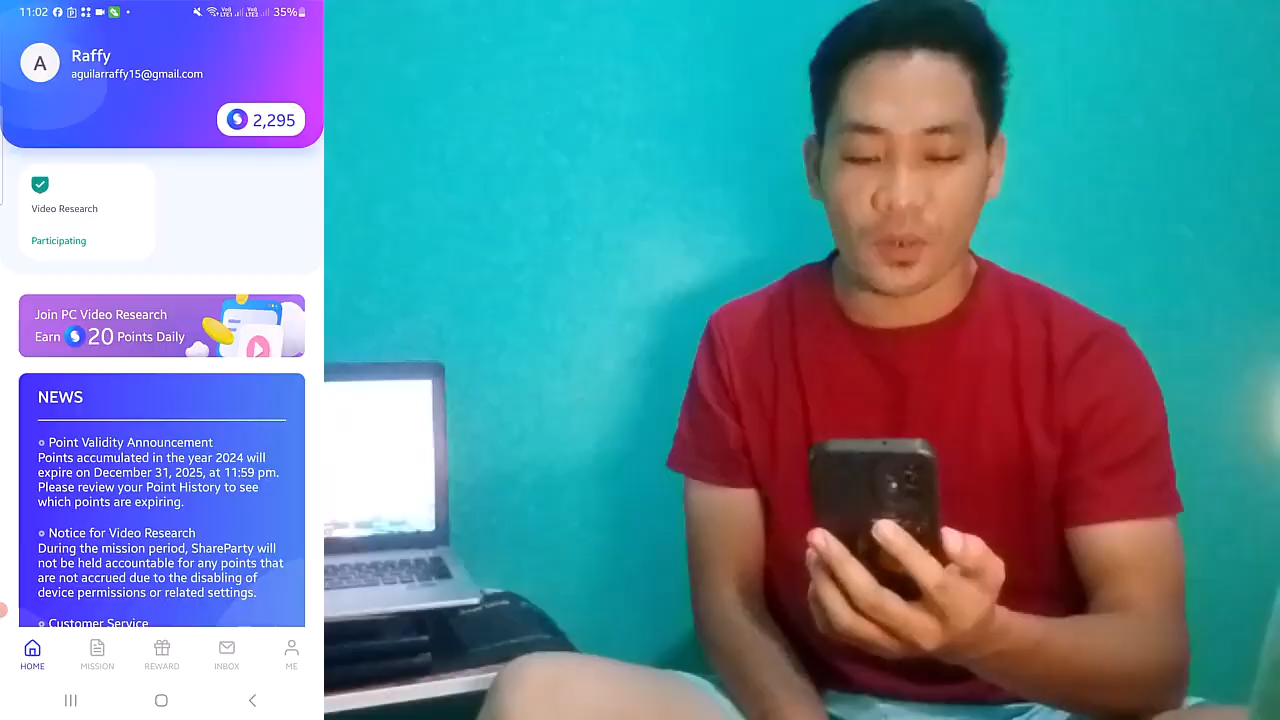 11:02
VoB LTE1 VoB LTE2 35%
A
Raffy
aguilarraffy15@gmail.com
2,295
Video Research
Participating
Join PC Video Research
Earn S 20 Points Daily
NEWS
Point Validity Announcement
Points accumulated in the year 2024 will
expire on December 31, 2025, at 11:59 pm.
Please review your Point History to see
which points are expiring.
Notice for Video Research
During the mission period, ShareParty will
not be held accountable for any points that
are not accrued due to the disabling of
device permissions or related settings.
Customer Service
HOME
MISSION
REWARD
INBOX
ME